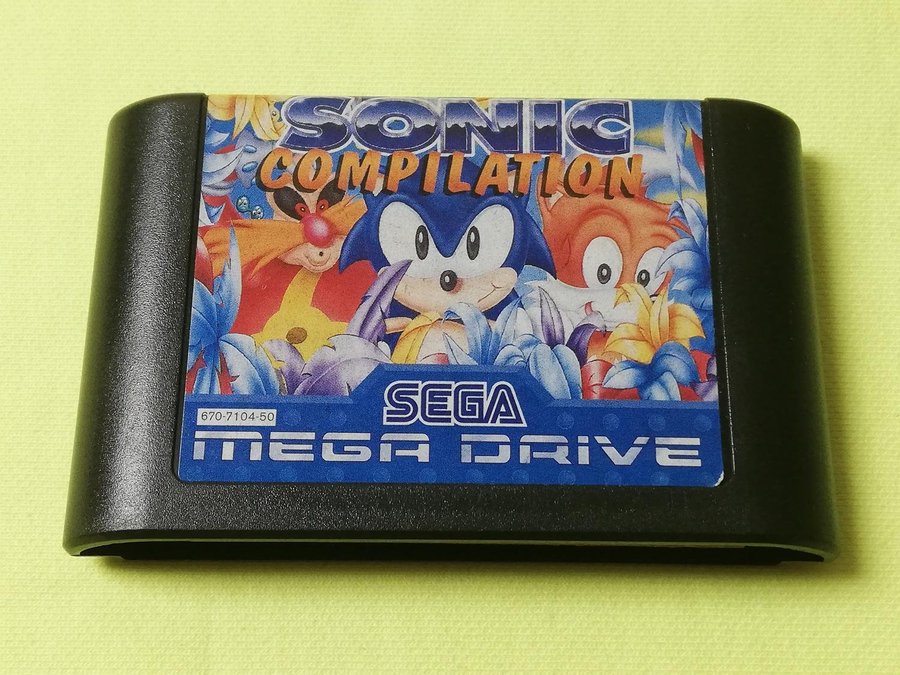 SONIC
COMPILATION
SEGA
670-7104-50
MEGA DRIVE